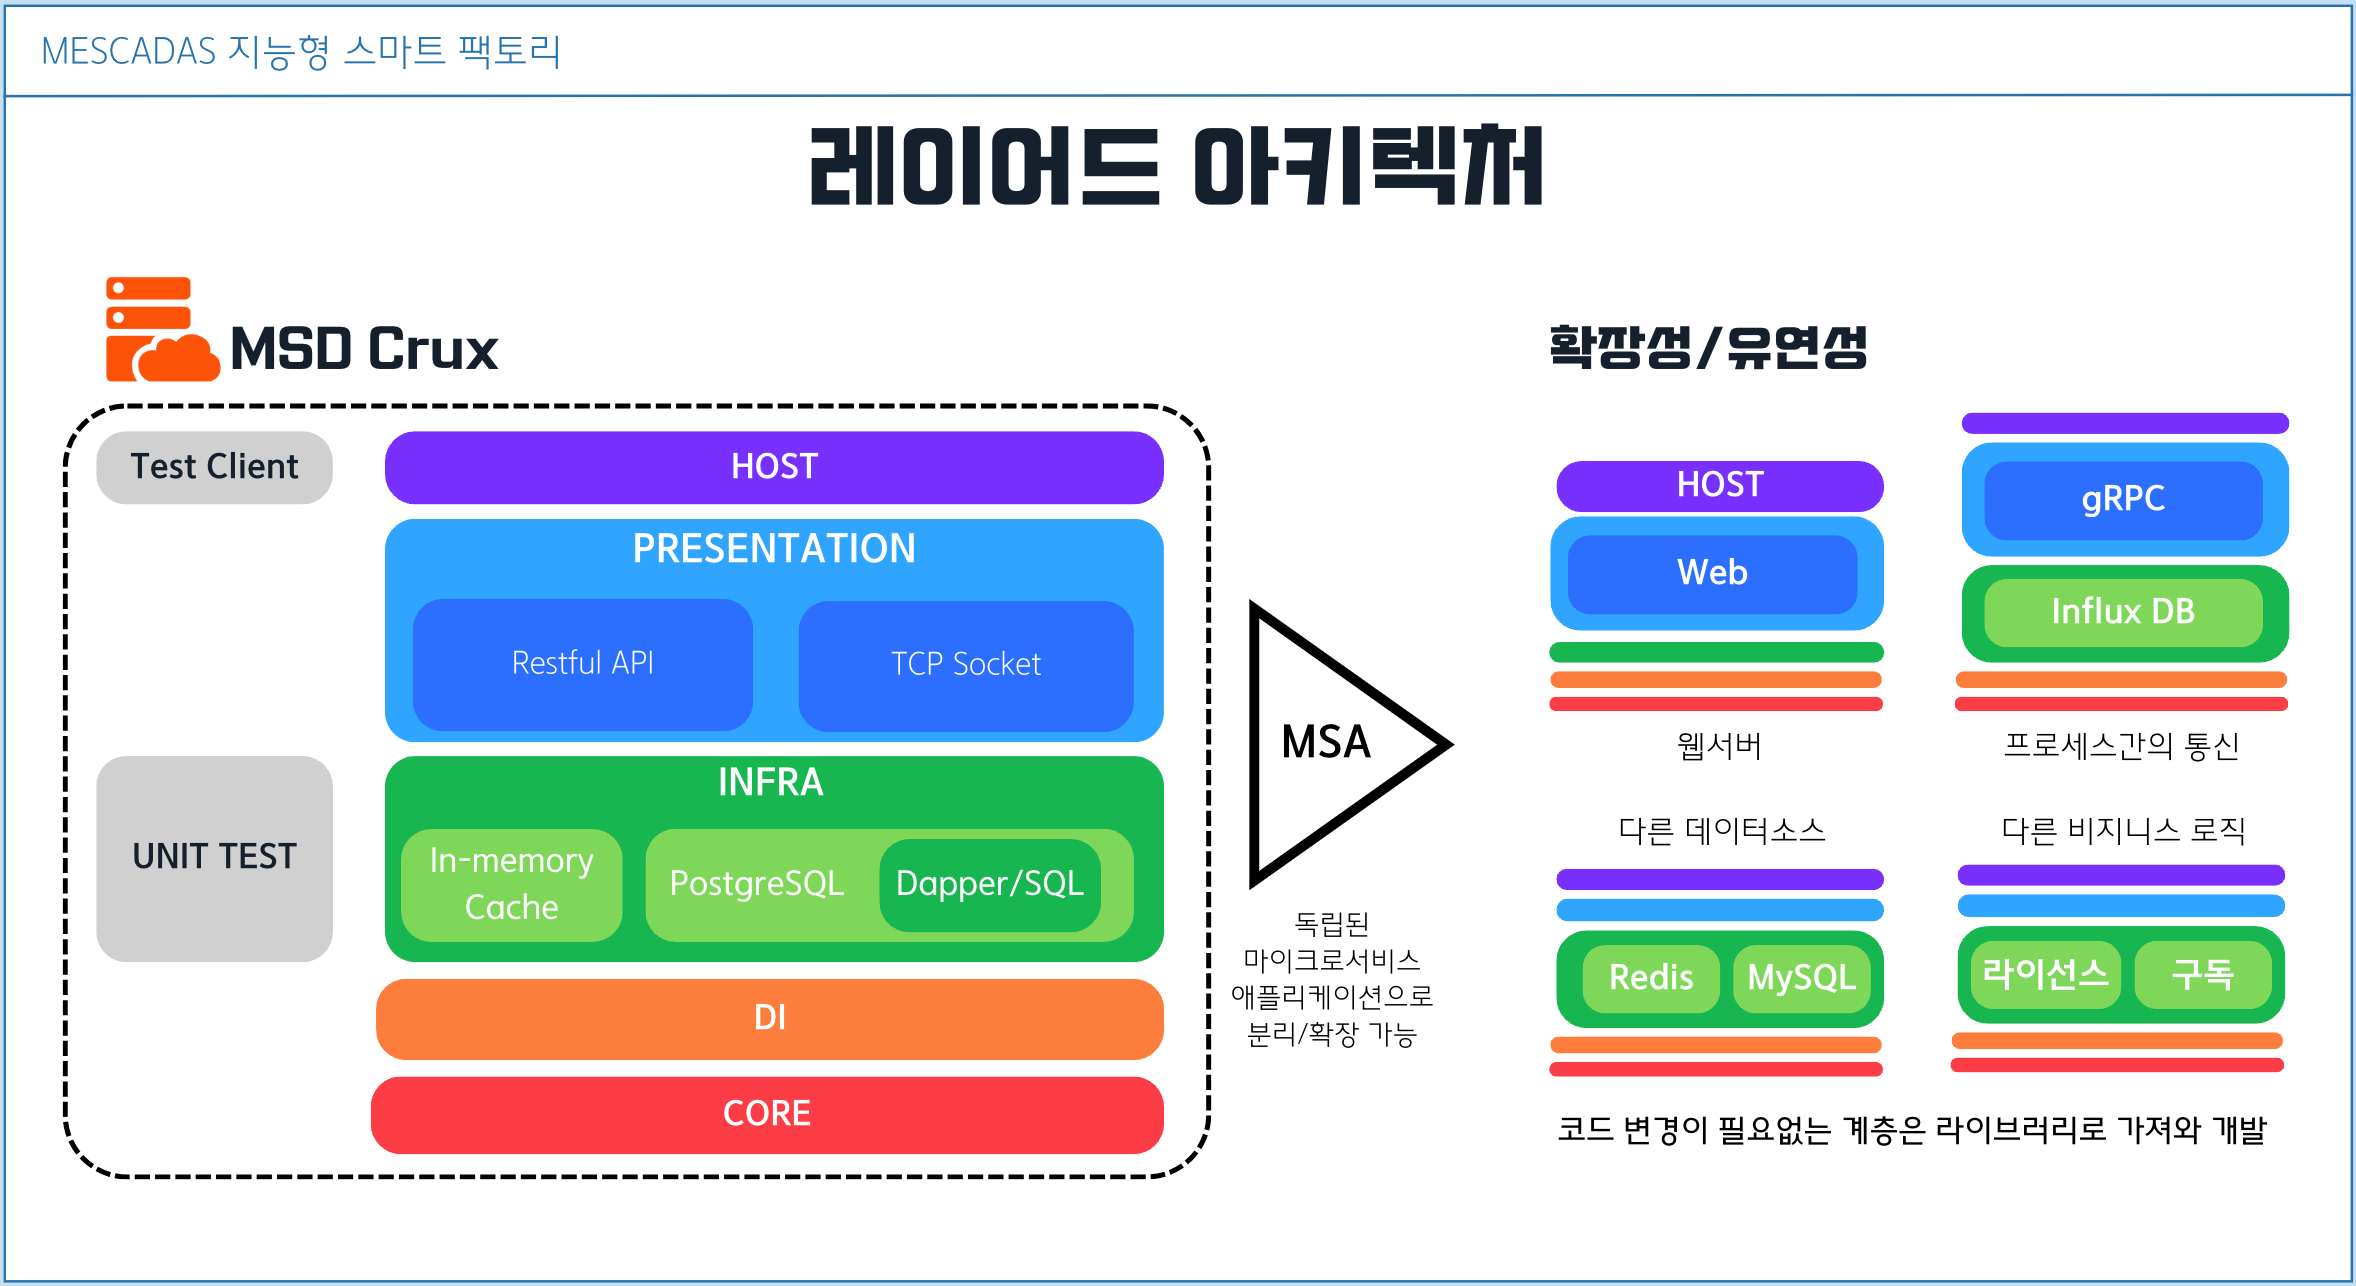 MESCADAS 지능형 스마트 팩토리
레이어드 아키텍처
MSD Crux
Test Client
HOST
PRESENTATION
Restful API
TCP Socket
UNIT TEST
INFRA
In-memory
Cache
PostgreSQL
Dapper/SQL
DI
CORE
MSA
독립된
마이크로서비스
애플리케이션으로
분리/확장 가능
확장성/유연성
HOST
Web
웹서버
gRPC
Influx DB
프로세스간의 통신
다른 데이터소스
Redis
MySQL
다른 비지니스 로직
라이선스
구독
코드 변경이 필요없는 계층은 라이브러리로 가져와 개발